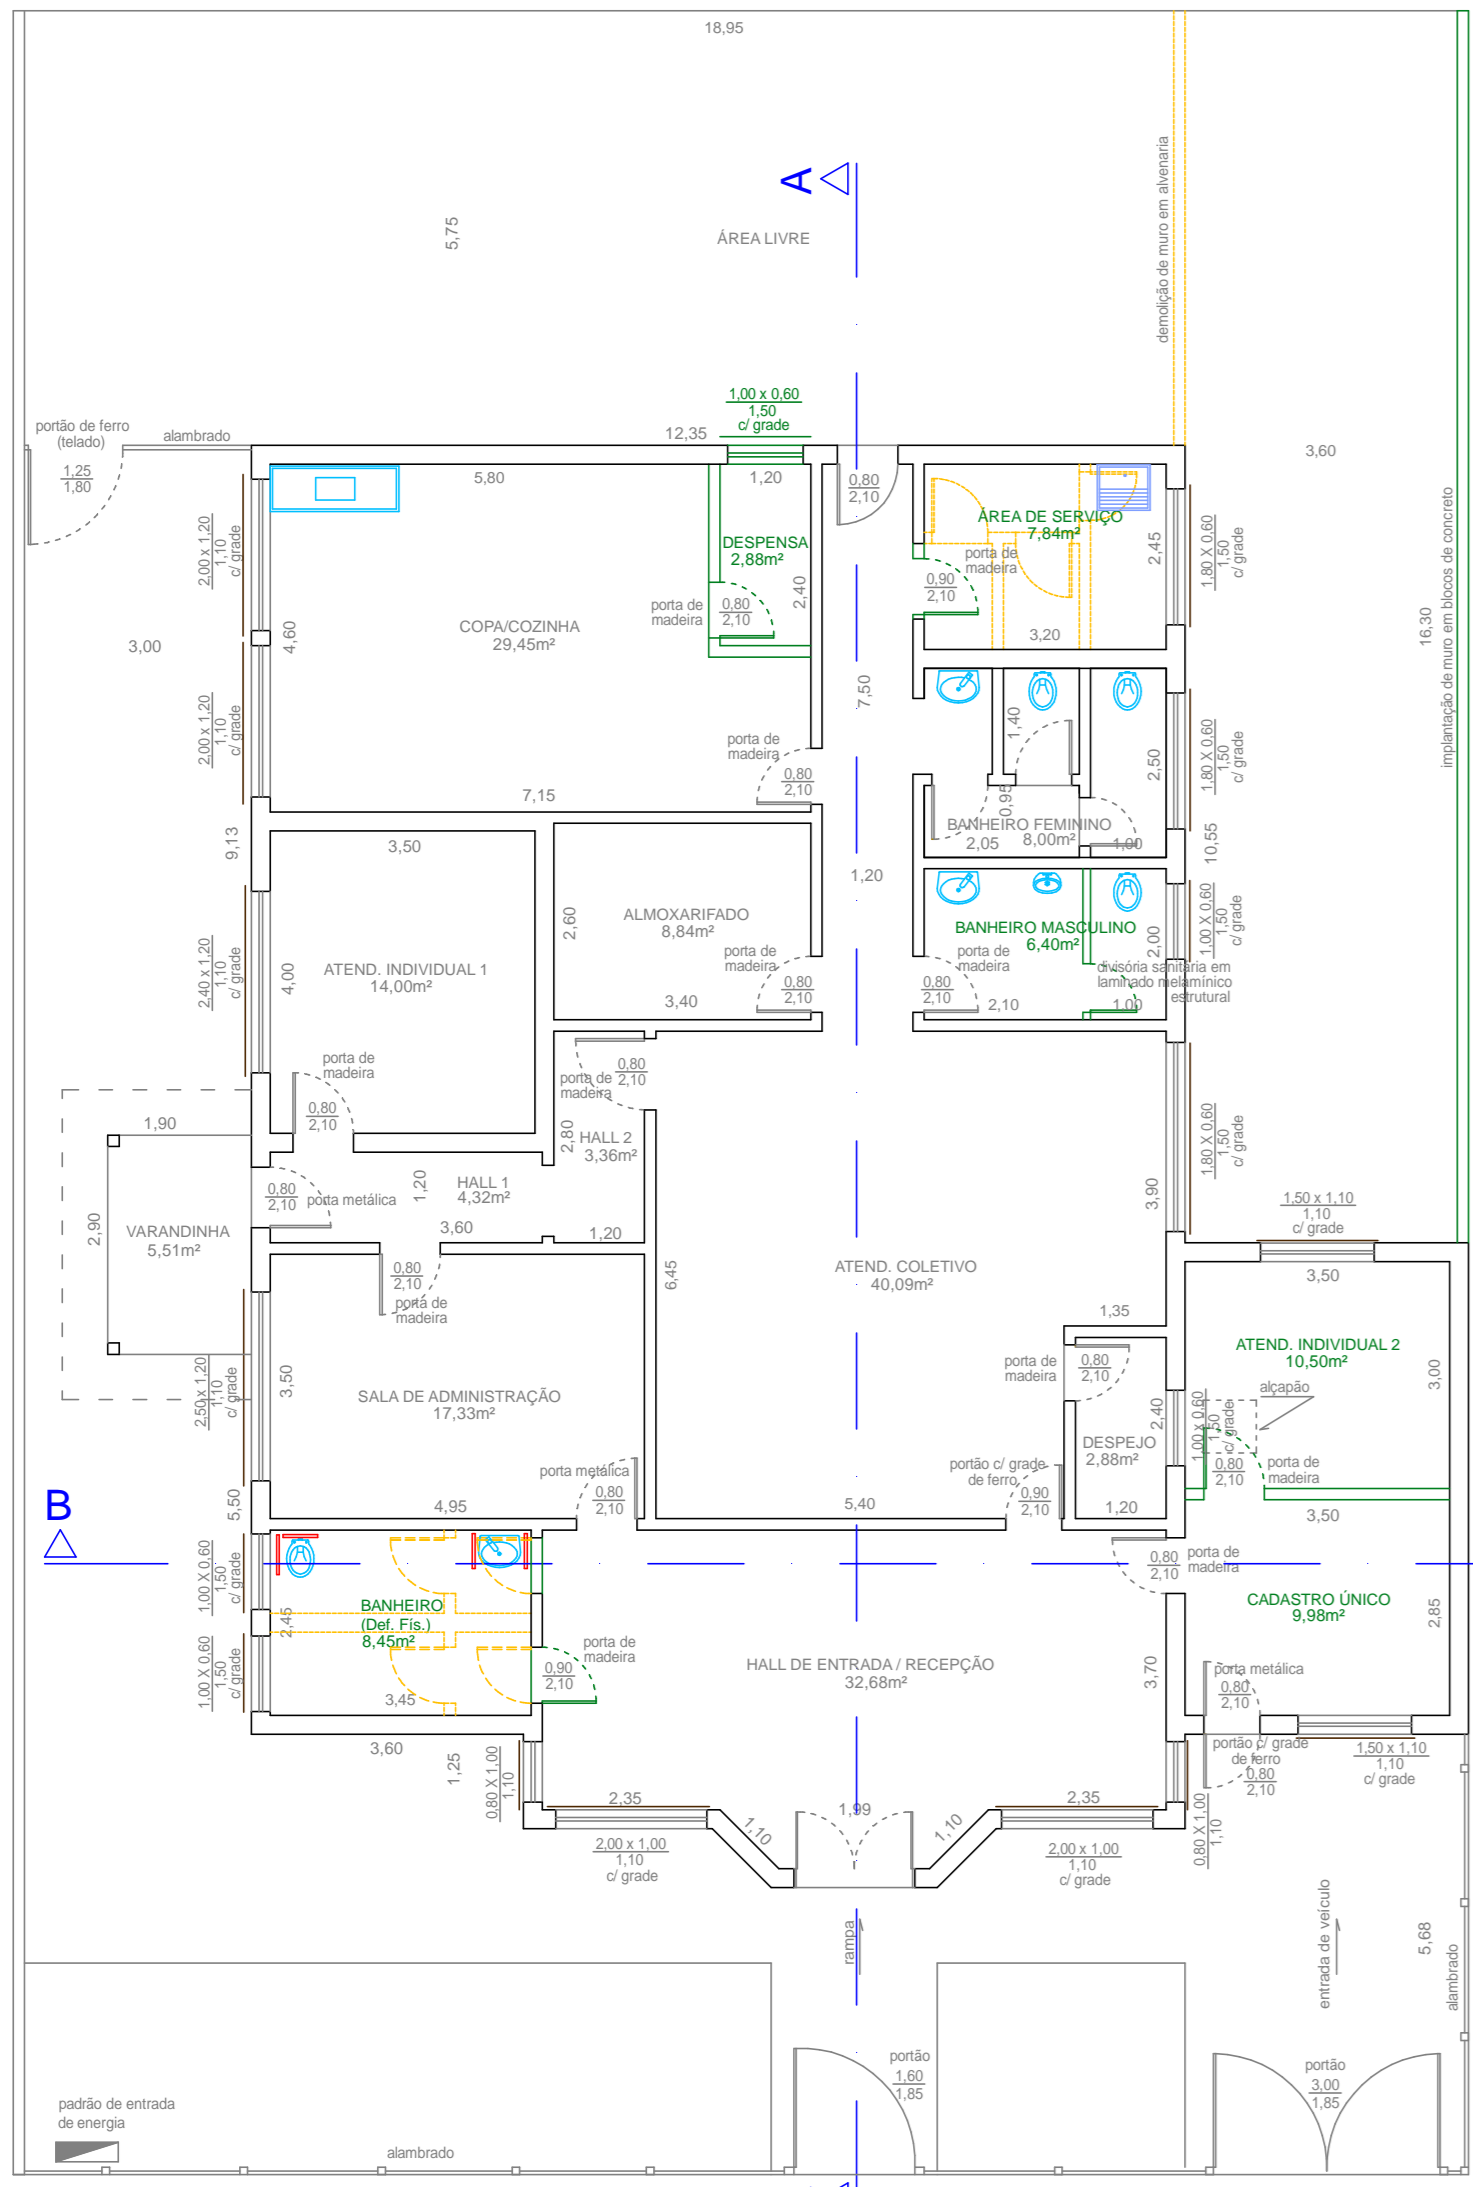 18,95
A
5,75
ÁREA LIVRE
demolição de muro em alvenaria
portão de ferro
(telado)
1,25
1,80
alambrado
12,35
1,00 x 0,60
1,50
c/ grade
3,60
5,80
1,20
0,80
2,10
ÁREA DE SERVIÇO
7,84m²
2,45
1,80 X 0,60
1,50
c/ grade
implantação de muro em blocos de concreto
16,30
2,00 x 1,20
1,10
c/ grade
DESPENSA
2,88m²
2,40
porta de
madeira
0,80
2,10
porta de
madeira
0,90
2,10
3,20
3,00
4,60
COPA/COZINHA
29,45m²
2,00 x 1,20
1,10
c/ grade
7,50
1,40
2,50
1,80 X 0,60
1,50
c/ grade
porta de
madeira
0,80
2,10
7,15
0,95
BANHEIRO FEMININO
8,00m²
2,05
1,00
10,55
9,13
3,50
1,20
2,60
ALMOXARIFADO
8,84m²
porta de
madeira
0,80
2,10
3,40
BANHEIRO MASCULINO
6,40m²
2,00
1,00 X 0,60
1,50
c/ grade
porta de
madeira
0,80
2,10
2,10
1,00
divisória sanitária em
laminado melamínico
estrutural
2,40 x 1,20
1,10
c/ grade
4,00
ATEND. INDIVIDUAL 1
14,00m²
porta de
madeira
0,80
2,10
porta de
madeira
0,80
2,10
1,90
2,80
HALL 2
3,36m²
1,80 X 0,60
1,50
c/ grade
0,80
2,10
porta metálica
1,20
HALL 1
4,32m²
3,60
1,20
3,90
1,50 x 1,10
1,10
c/ grade
2,90
VARANDINHA
5,51m²
0,80
2,10
porta de
madeira
6,45
ATEND. COLETIVO
40,09m²
3,50
1,35
ATEND. INDIVIDUAL 2
10,50m²
3,00
2,50 x 1,20
1,10
c/ grade
3,50
SALA DE ADMINISTRAÇÃO
17,33m²
porta de
madeira
0,80
2,10
2,40
1,00 X 0,60
1,50
c/ grade
alçapão
DESPEJO
2,88m²
0,80
2,10
porta de
madeira
porta metálica
0,80
2,10
portão c/ grade
de ferro
0,90
2,10
B
5,50
4,95
5,40
1,20
3,50
1,00 X 0,60
1,50
c/ grade
0,80
2,10
porta de
madeira
BANHEIRO
(Def. Fís.)
8,45m²
2,45
CADASTRO ÚNICO
9,98m²
2,85
1,00 X 0,60
1,50
c/ grade
porta de
madeira
0,90
2,10
HALL DE ENTRADA / RECEPÇÃO
32,68m²
3,70
porta metálica
0,80
2,10
3,45
3,60
1,25
0,80 X 1,00
1,10
portão c/ grade
de ferro
0,80
2,10
1,50 x 1,10
1,10
c/ grade
2,35
1,10
1,99
1,10
2,35
0,80 X 1,00
1,10
2,00 x 1,00
1,10
c/ grade
2,00 x 1,00
1,10
c/ grade
rampa
entrada de veículo
5,68
alambrado
portão
1,60
1,85
portão
3,00
1,85
padrão de entrada
de energia
alambrado